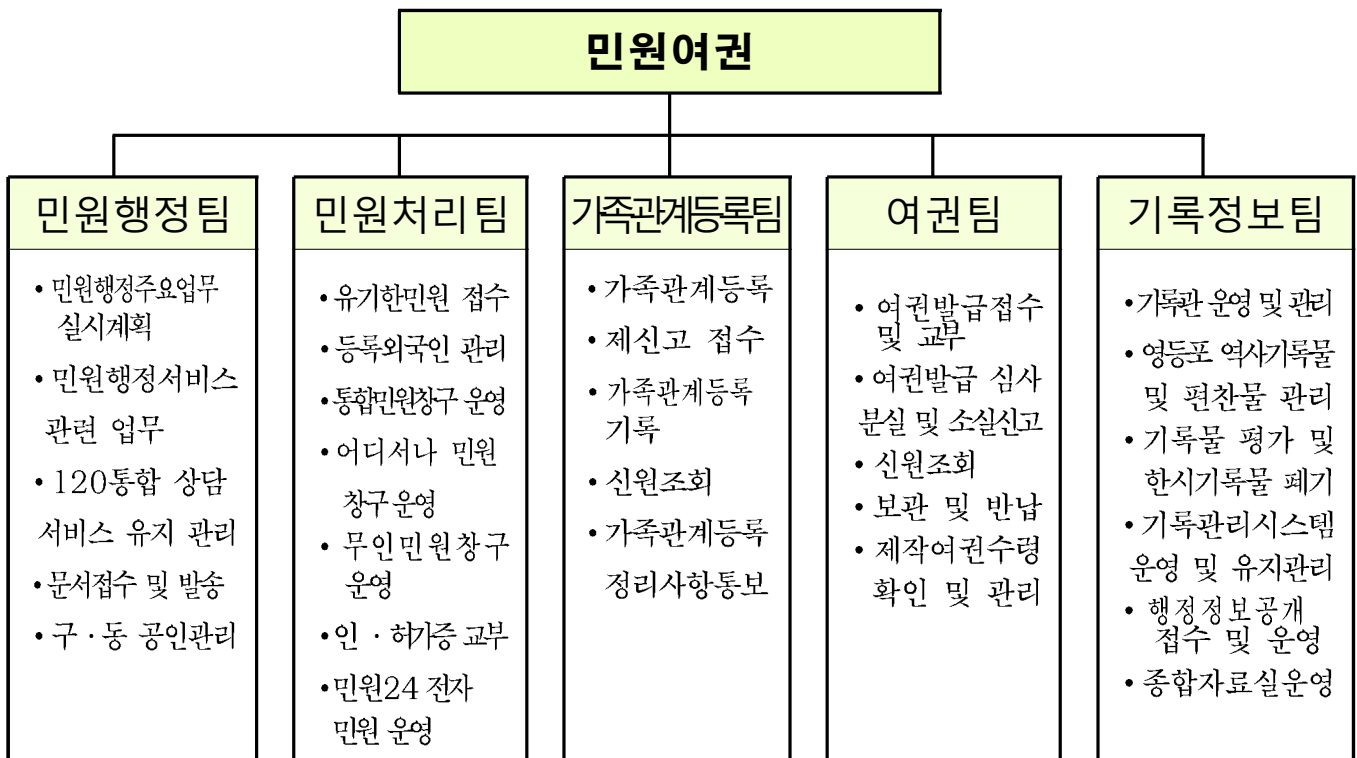 민원여권
민원행정팀
• 민원행정주요업무
실시계획
• 민원행정서비스
관련 업무
• 120통합 상담
서비스 유지 관리
• 문서접수 및 발송
• 구 · 동 공인관리
민원처리팀
• 유기한민원 접수
• 등록외국인 관리
• 통합민원창구 운영
• 어디서나 민원
창구 운영
• 무인민원창구
운영
• 인 · 허가증 교부
• 민원24 전자
민원 운영
가족관계등록팀
• 가족관계등록
• 제신고 접수
• 가족관계등록
기록
• 신원조회
• 가족관계등록
정리사항통보
여권팀
• 여권발급접수
및 교부
• 여권발급 심사
분실 및 소실신고
• 신원조회
• 보관 및 반납
• 제작여권수령
확인 및 관리
기록정보팀
• 기록관 운영 및 관리
• 영등포 역사기록물
및 편찬물 관리
• 기록물 평가 및
한시기록물 폐기
• 기록관리시스템
운영 및 유지관리
• 행정정보공개
접수 및 운영
• 종합자료실운영